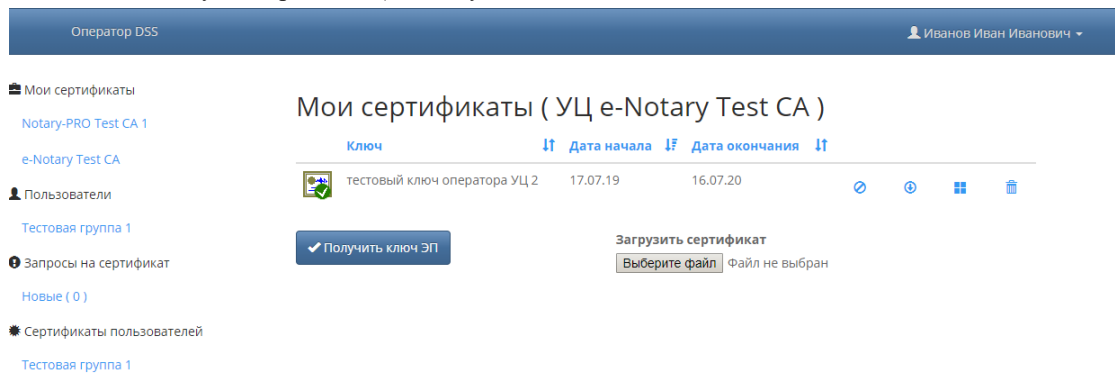 Оператор DSS
Иванов Иван Иванович
Мои сертификаты
Notary-PRO Test CA 1
e-Notary Test CA
Пользователи
Тестовая группа 1
Запросы на сертификат
Новые ( 0 )
Сертификаты пользователей
Тестовая группа 1
Мои сертификаты ( УЦ e-Notary Test CA )
Ключ Дата начала Дата окончания
тестовый ключ оператора УЦ 2 17.07.19 16.07.20
Получить ключ ЭП
Загрузить сертификат
Выберите файл Файл не выбран